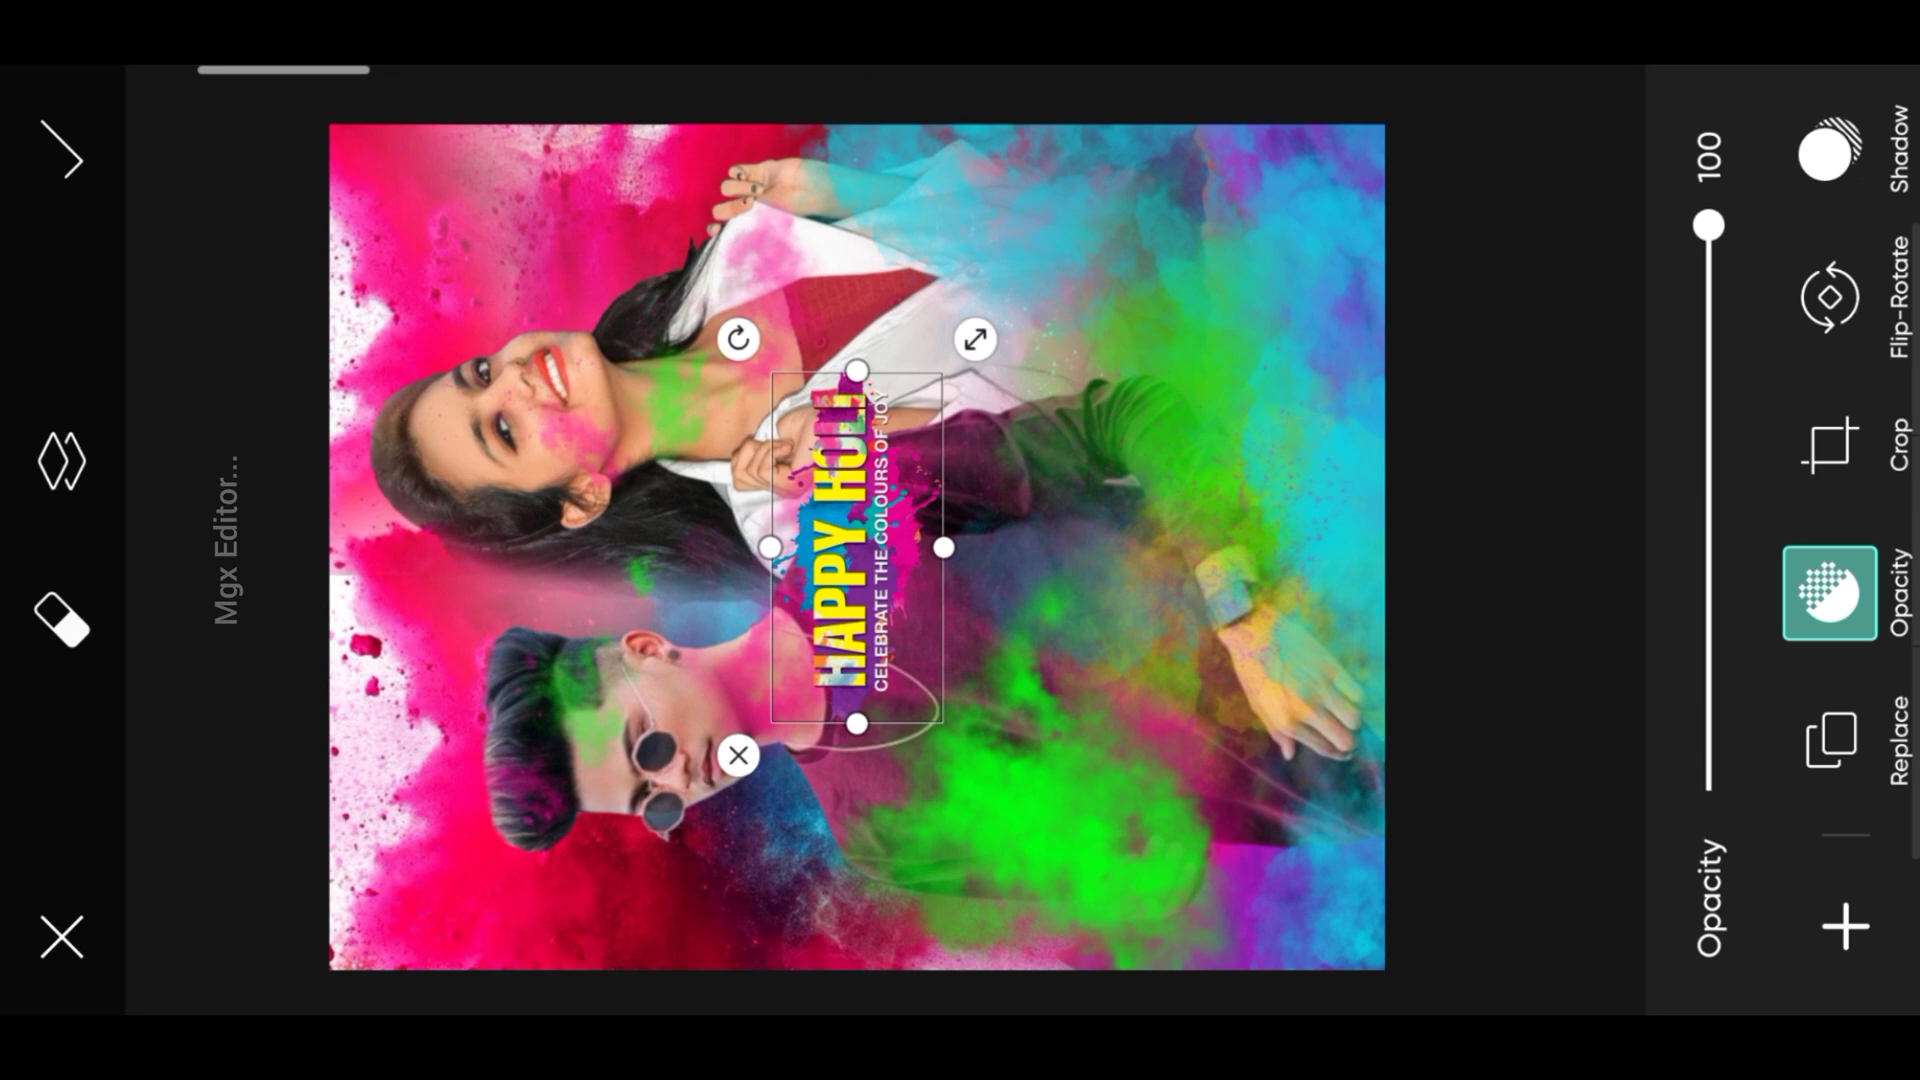 Mgx Editor...
HAPPY HOLI
CELEBRATE THE COLOURS OF JOY
Opacity
100
Replace
Opacity
Crop
Flip-Rotate
Shadow